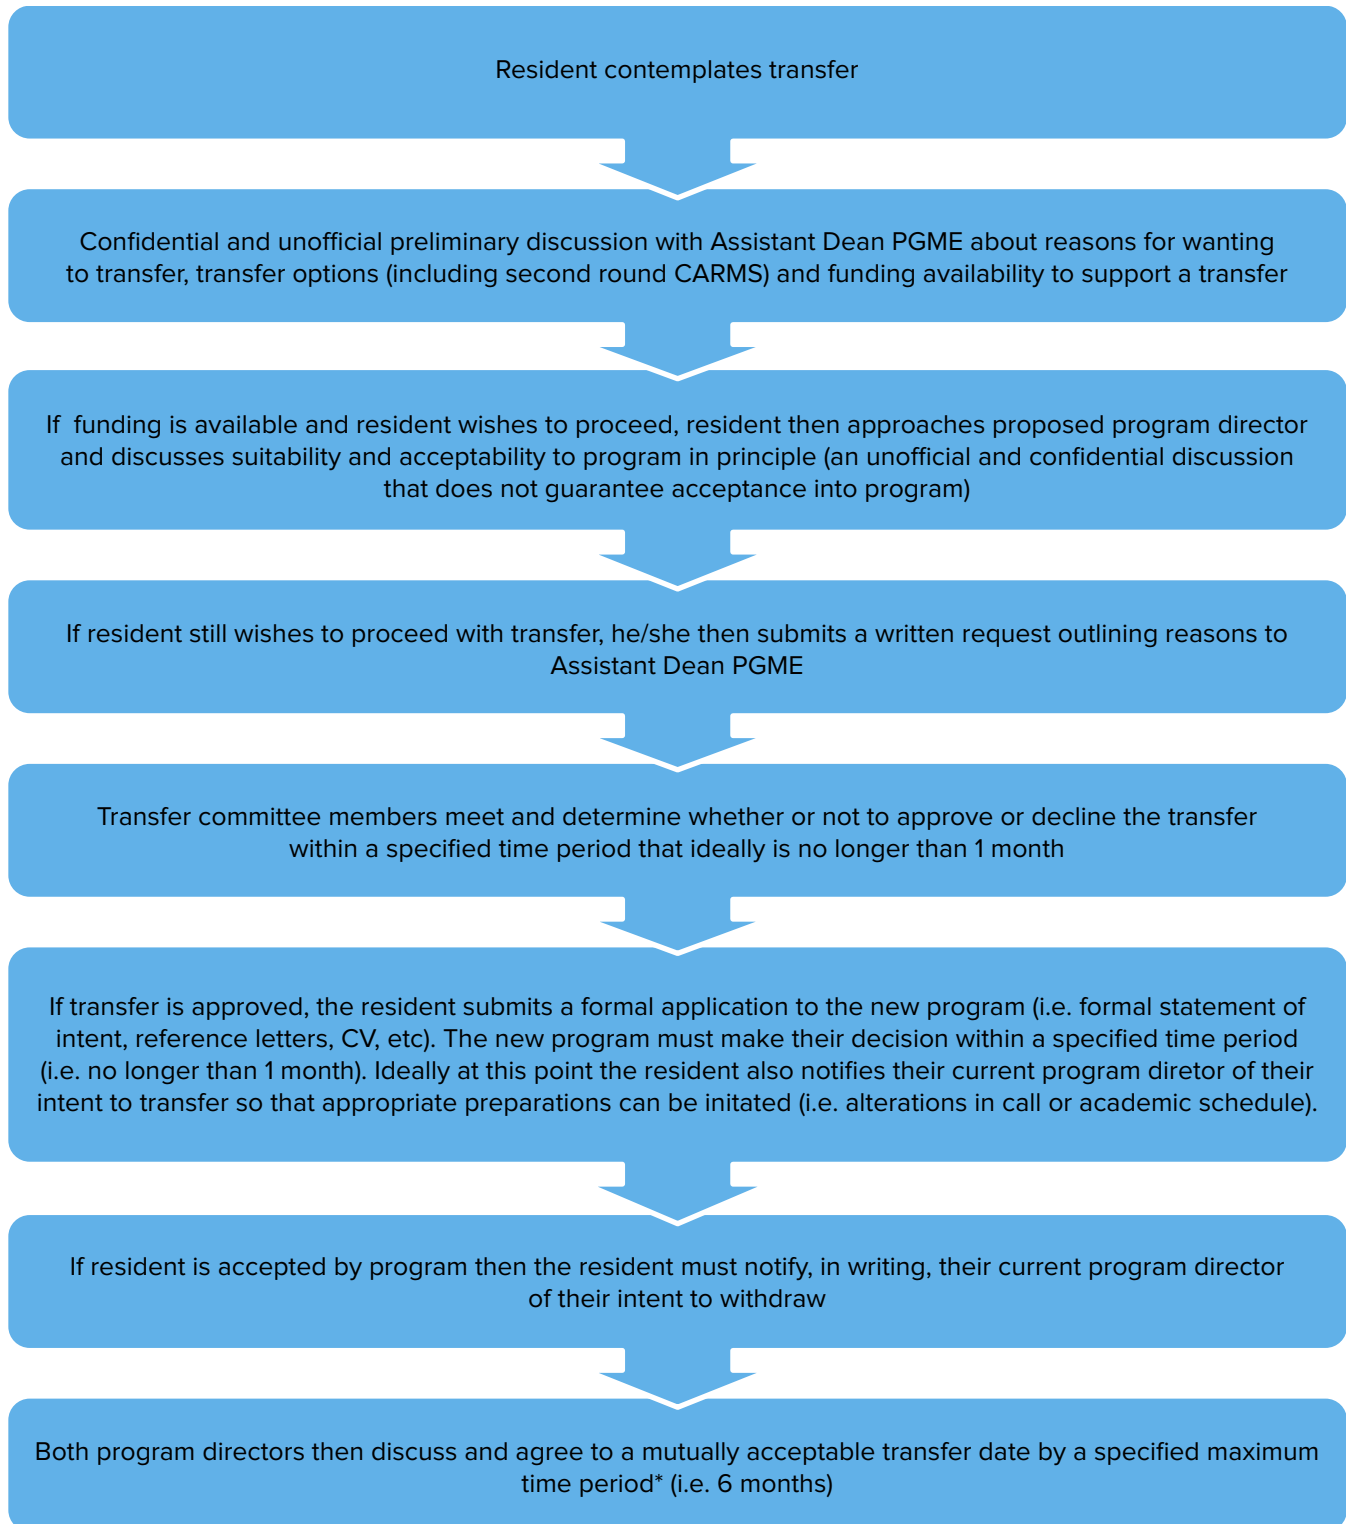 Resident contemplates transfer
Confidential and unofficial preliminary discussion with Assistant Dean PGME about reasons for wanting
to transfer, transfer options (including second round CARMS) and funding availability to support a transfer
If  funding is available and resident wishes to proceed, resident then approaches proposed program director
and discusses suitability and acceptability to program in principle (an unofficial and confidential discussion
that does not guarantee acceptance into program)
If resident still wishes to proceed with transfer, he/she then submits a written request outlining reasons to
Assistant Dean PGME
Transfer committee members meet and determine whether or not to approve or decline the transfer
within a specified time period that ideally is no longer than 1 month
If transfer is approved, the resident submits a formal application to the new program (i.e. formal statement of
intent, reference letters, CV, etc). The new program must make their decision within a specified time period
(i.e. no longer than 1 month). Ideally at this point the resident also notifies their current program diretor of their
intent to transfer so that appropriate preparations can be initated (i.e. alterations in call or academic schedule).
If resident is accepted by program then the resident must notify, in writing, their current program director
of their intent to withdraw
Both program directors then discuss and agree to a mutually acceptable transfer date by a specified maximum
time period* (i.e. 6 months)